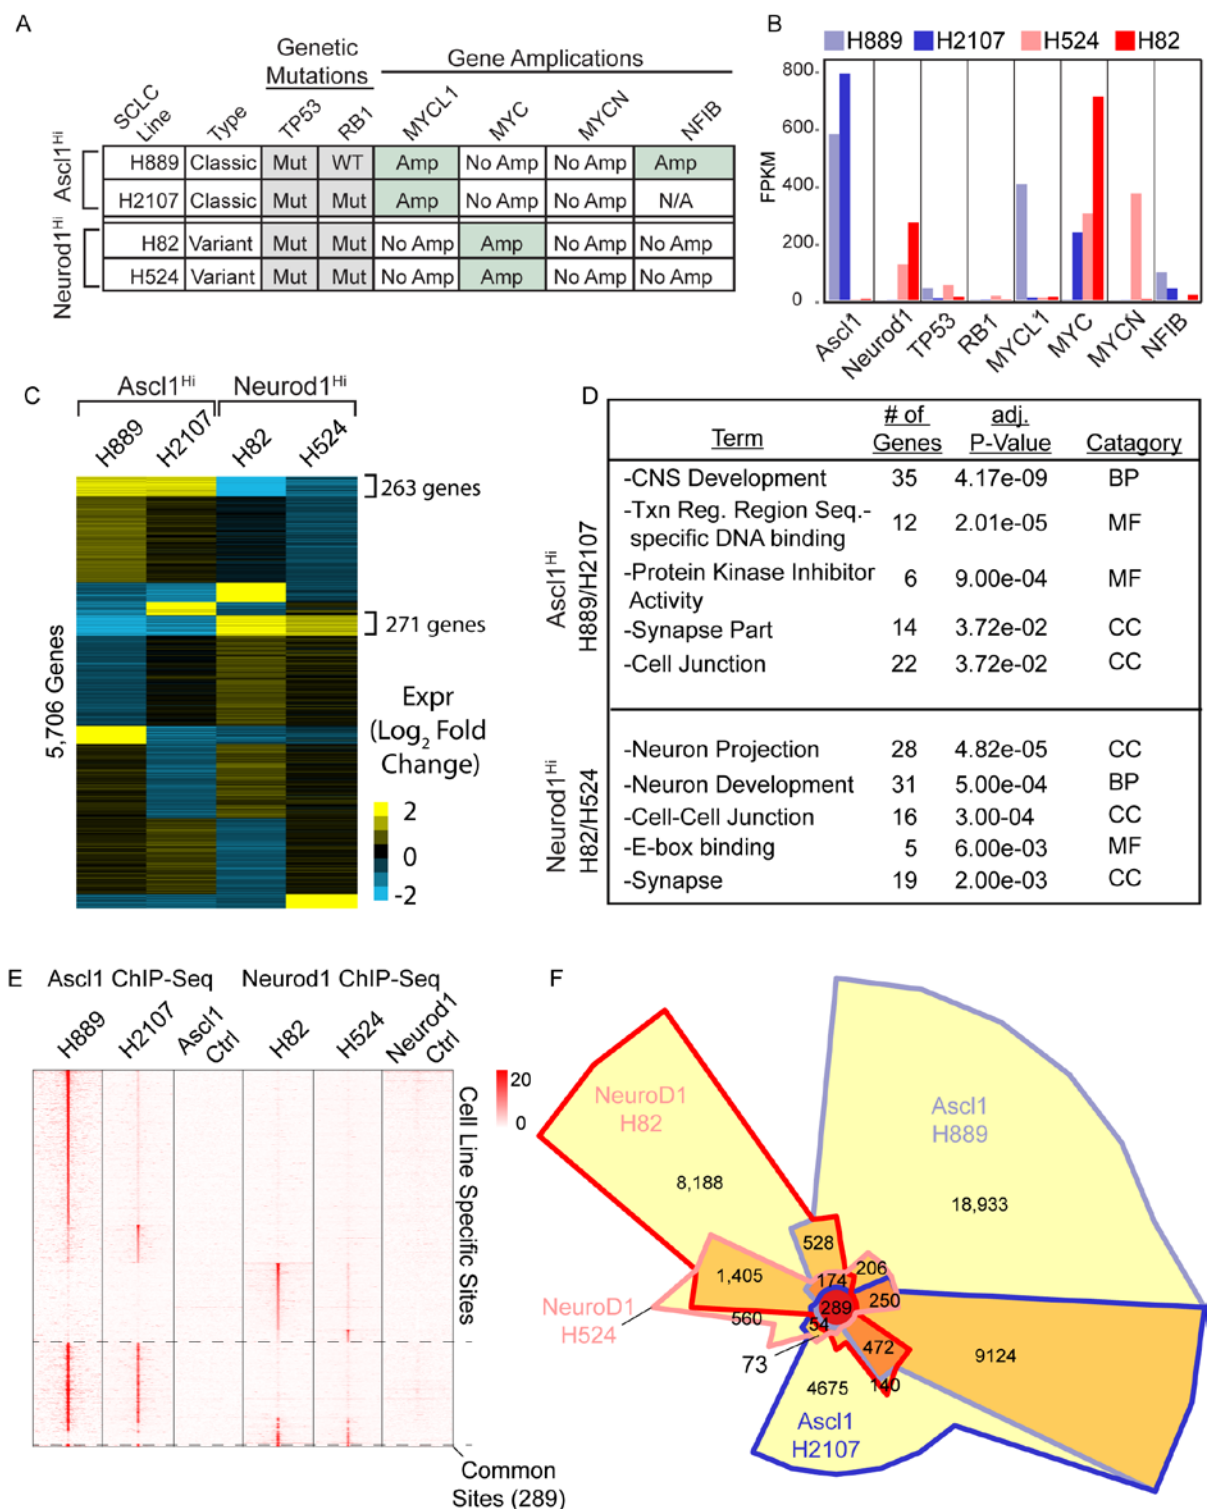 A
Genetic
Mutations
Gene Amplications
SCLC
Line
Type
TP53
RB1
MYCL1
MYC
MYCN
NFIB
Ascl1Hi
H889 Classic Mut WT Amp No Amp No Amp Amp
H2107 Classic Mut Mut Amp No Amp No Amp N/A
Neurod1Hi
H82 Variant Mut Mut No Amp Amp No Amp No Amp
H524 Variant Mut Mut No Amp Amp No Amp No Amp
B
H889 H2107 H524 H82
FPKM
800
600
400
200
0
Ascl1
Neurod1
TP53
RB1
MYCL1
MYC
MYCN
NFIB
C
Ascl1Hi Neurod1Hi
H889
H2107
H82
H524
263 genes
271 genes
5,706 Genes
Expr
(Log2 Fold
Change)
2
0
-2
D
Term
# of
Genes
adj.
P-Value
Catagory
Ascl1Hi
H889/H2107
-CNS Development 35 4.17e-09 BP
-Txn Reg. Region Seq.-
specific DNA binding 12 2.01e-05 MF
-Protein Kinase Inhibitor
Activity 6 9.00e-04 MF
-Synapse Part 14 3.72e-02 CC
-Cell Junction 22 3.72e-02 CC
Neurod1Hi
H82/H524
-Neuron Projection 28 4.82e-05 CC
-Neuron Development 31 5.00e-04 BP
-Cell-Cell Junction 16 3.00-04 CC
-E-box binding 5 6.00e-03 MF
-Synapse 19 2.00e-03 CC
E
Ascl1 ChIP-Seq Neurod1 ChIP-Seq
H889
H2107
Ascl1
Ctrl
H82
H524
Neurod1
Ctrl
20
0
Cell Line Specific Sites
Common
Sites (289)
F
NeuroD1
H82
8,188
Ascl1
H889
18,933
528
1,405
174
206
250
289
NeuroD1
H524
560
54
73
472
140
9124
4675
Ascl1
H2107